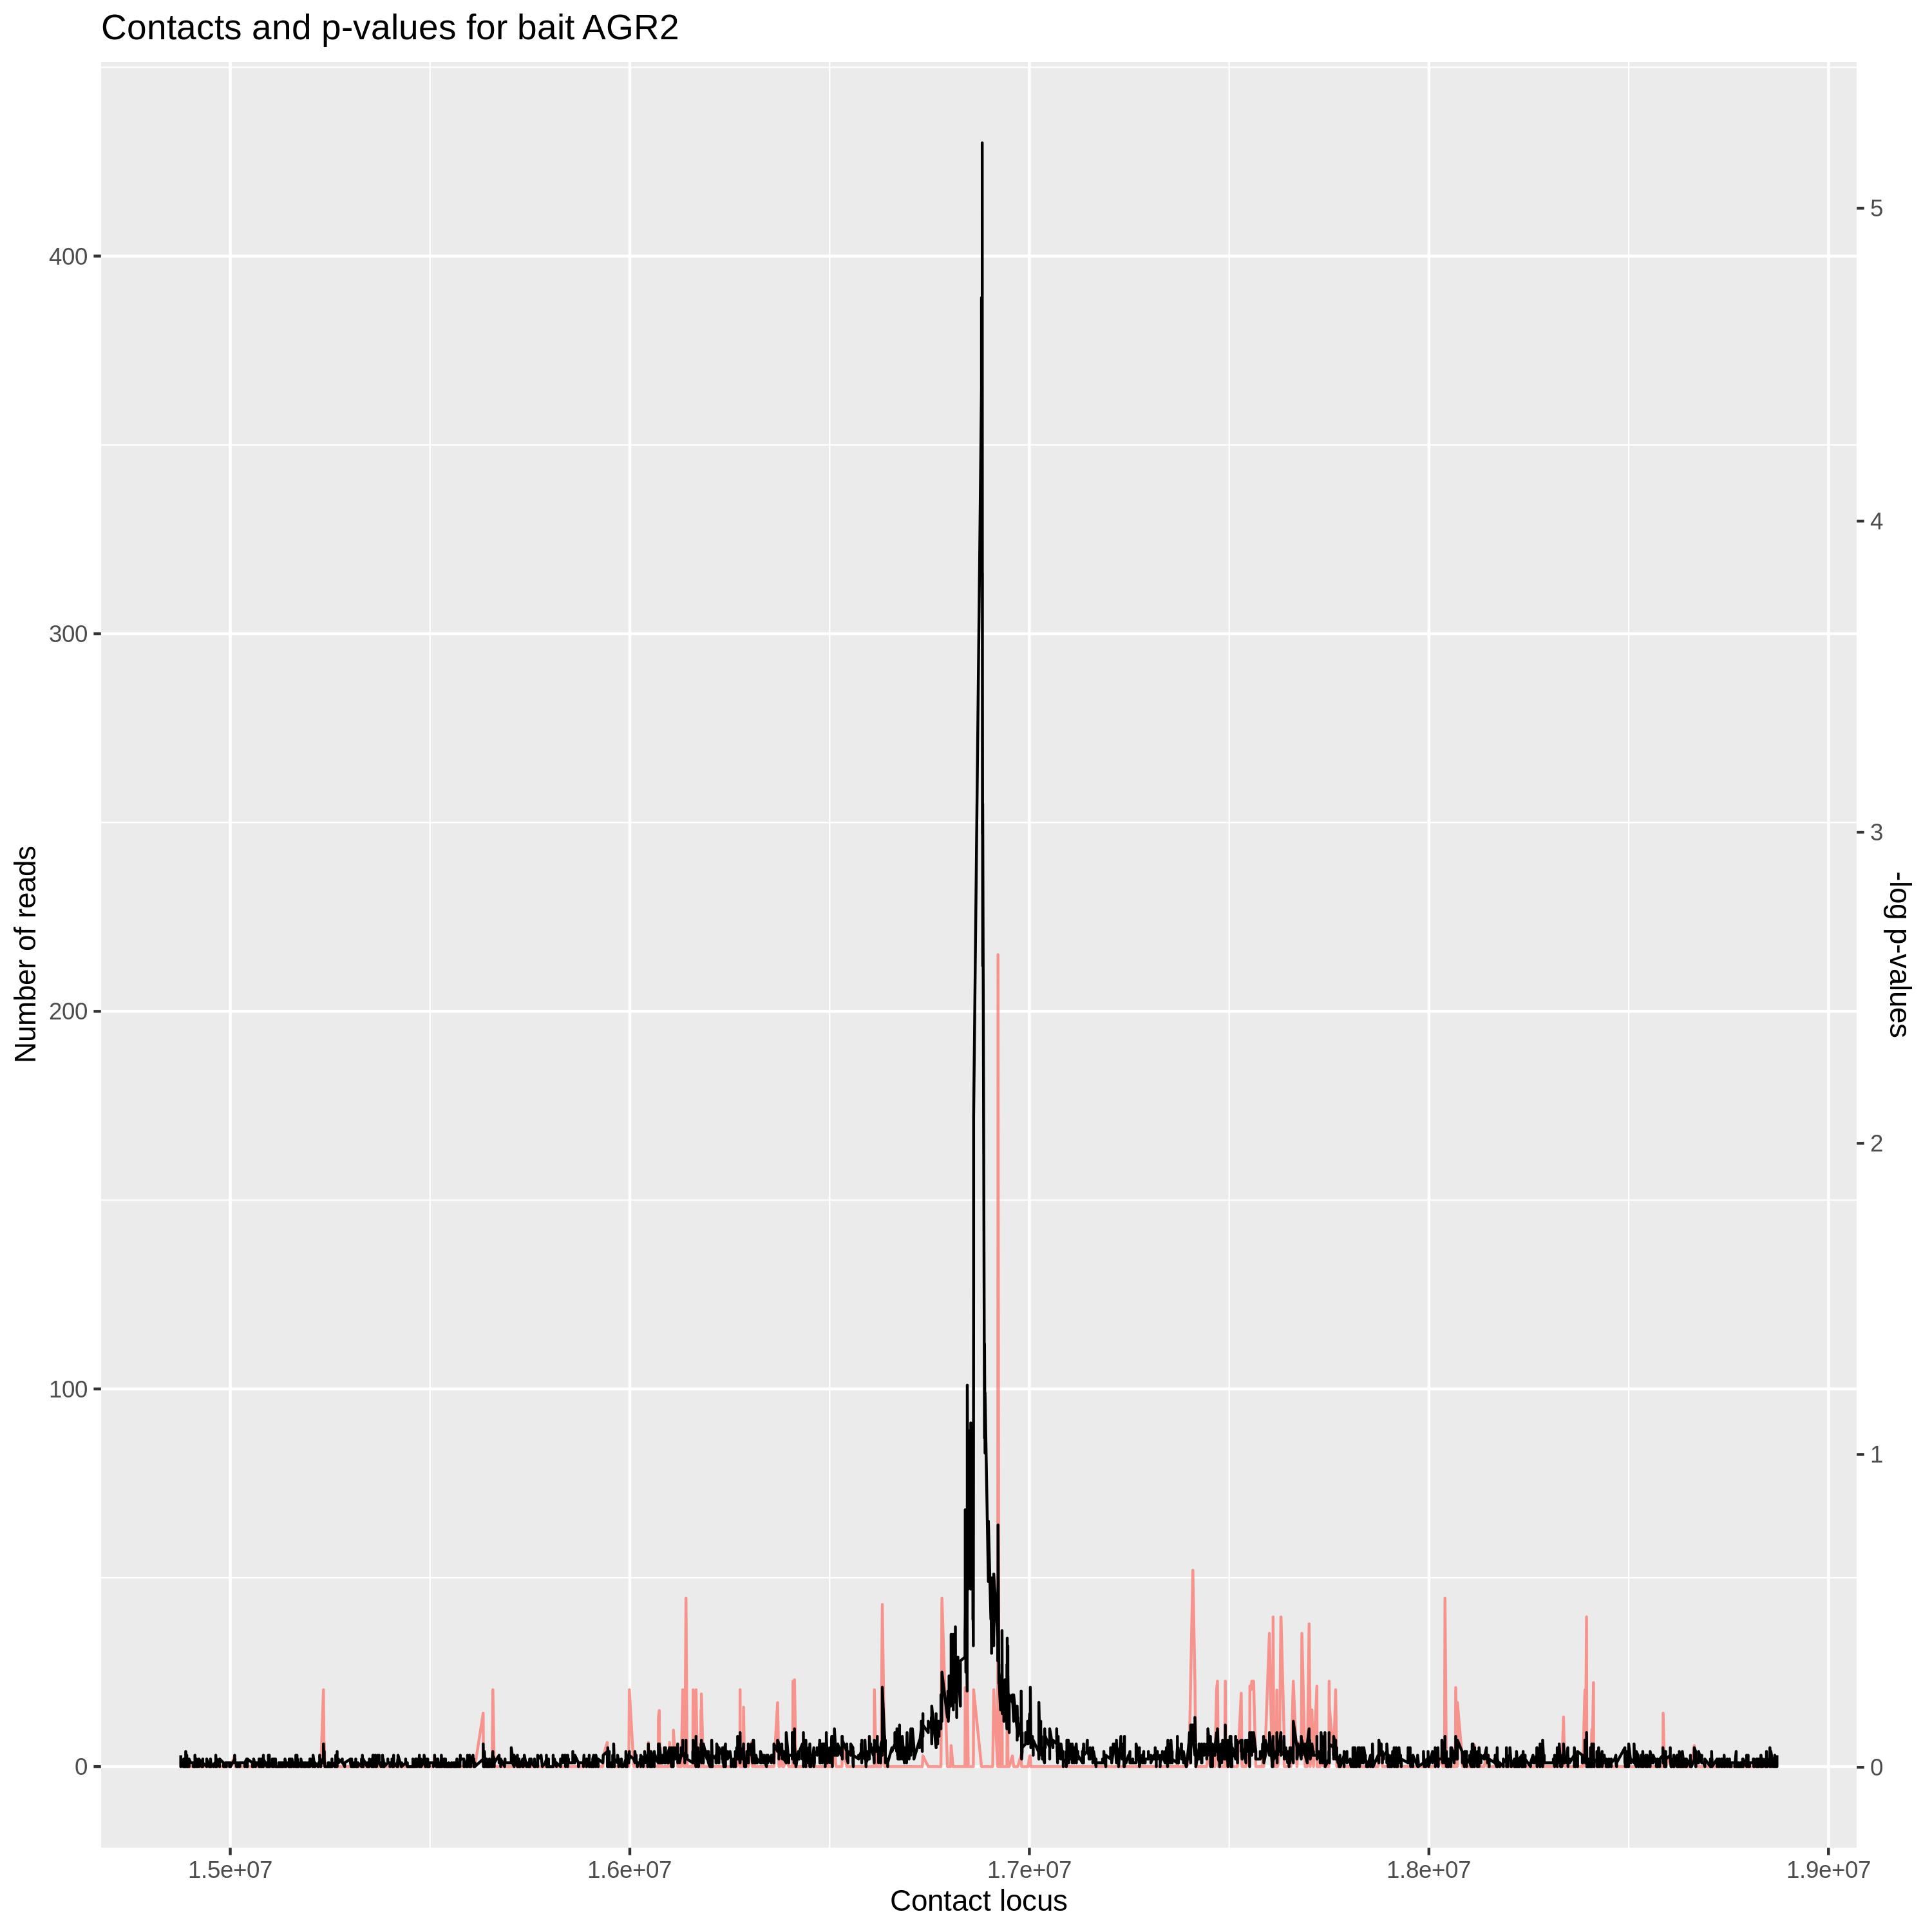 Contacts and p-values for bait AGR2
Number of reads
400
300
200
100
0
5
4
3
2
1
0
-log p-values
1.5e+07
1.6e+07
1.7e+07
1.8e+07
1.9e+07
Contact locus